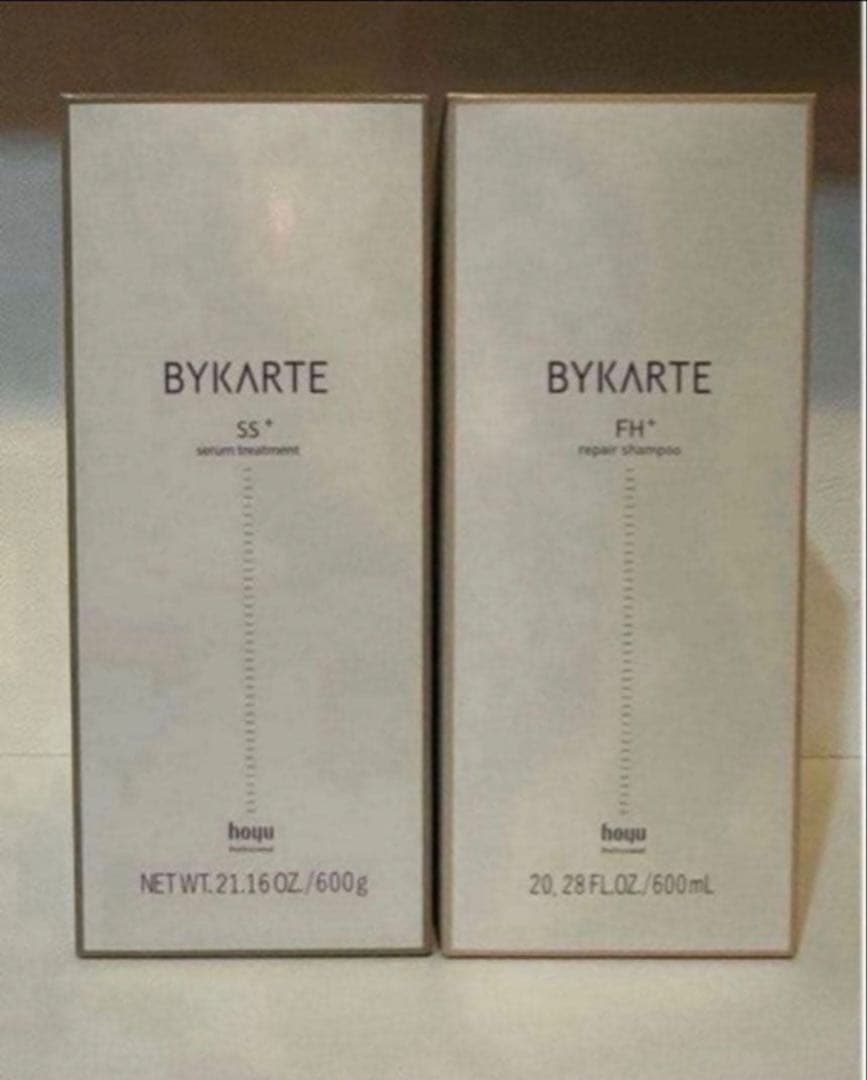 BYKARTE
SS+
serum treatment
hoyu
NET WT. 21.16 OZ./600g
BYKARTE
FH+
repair shampoo
hoyu
20, 28 FL.OZ./600mL